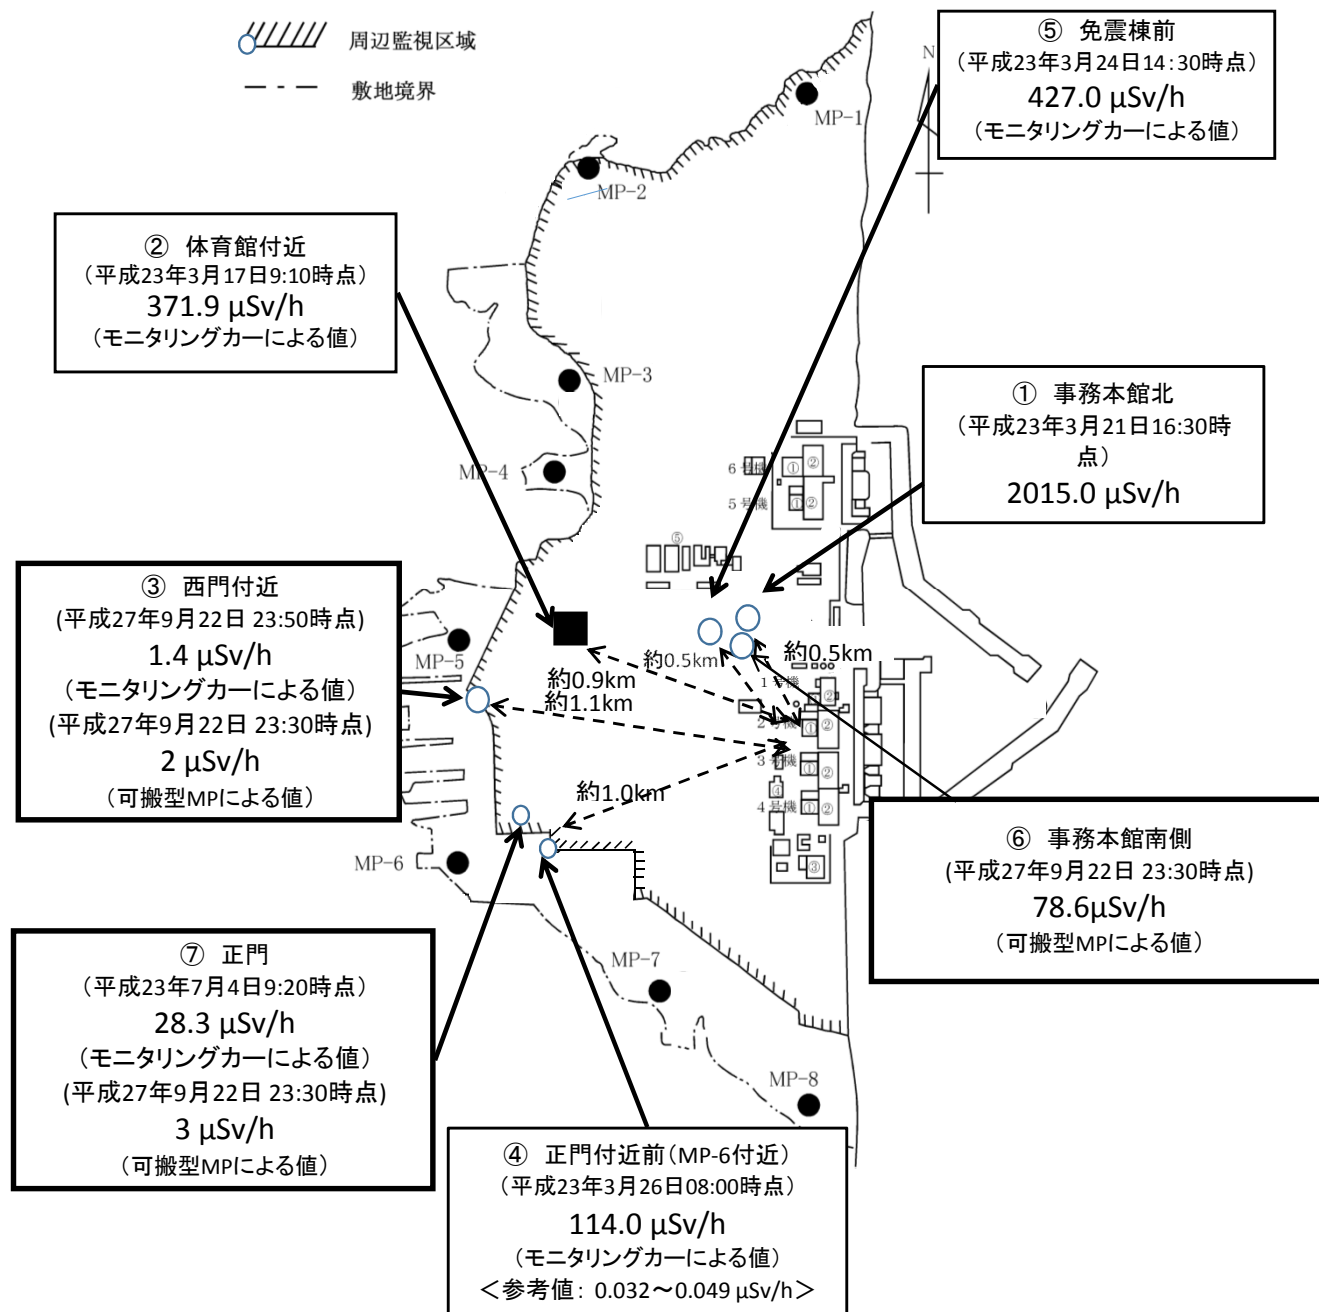 周辺監視区域
敷地境界
⑤ 免震棟前
(平成23年3月24日14:30時点)
427.0 μSv/h
(モニタリングカーによる値)
N
MP-1
MP-2
② 体育館付近
(平成23年3月17日9:10時点)
371.9 μSv/h
(モニタリングカーによる値)
MP-3
① 事務本館北
(平成23年3月21日16:30時
点)
2015.0 μSv/h
MP-4
6号機
①
②
5号機
①
②
⑤
③ 西門付近
(平成27年9月22日 23:50時点)
1.4 μSv/h
(モニタリングカーによる値)
(平成27年9月22日 23:30時点)
2 μSv/h
(可搬型MPによる値)
MP-5
約0.5km
約0.5km
約0.9km
約1.1km
1号機
②
2号機
①
②
3号機
①
②
④
4号機
①
②
③
約1.0km
⑥ 事務本館南側
(平成27年9月22日 23:30時点)
78.6μSv/h
(可搬型MPによる値)
MP-6
⑦ 正門
(平成23年7月4日9:20時点)
28.3 μSv/h
(モニタリングカーによる値)
(平成27年9月22日 23:30時点)
3 μSv/h
(可搬型MPによる値)
MP-7
MP-8
④ 正門付近前(MP-6付近)
(平成23年3月26日08:00時点)
114.0 μSv/h
(モニタリングカーによる値)
<参考値: 0.032～0.049 μSv/h>